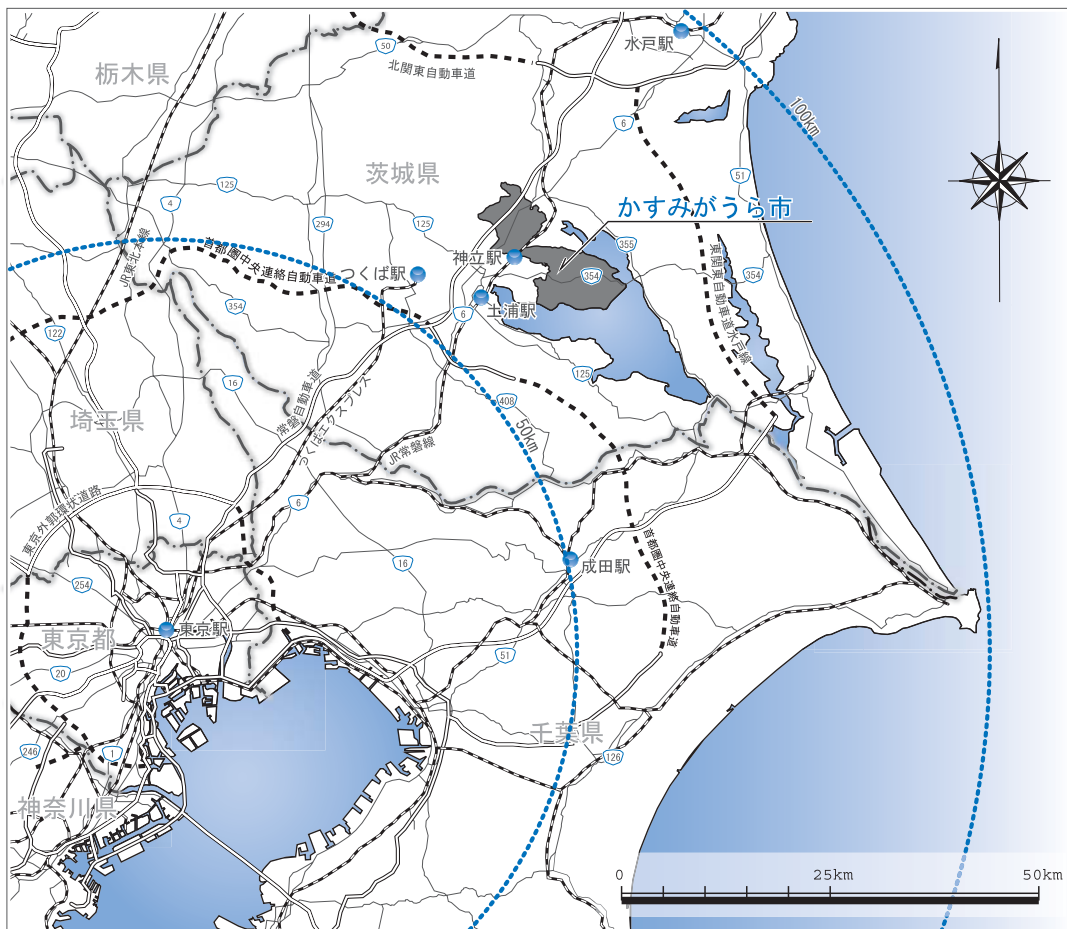 水戸駅
50
北関東自動車道
栃木県
100km
6
茨城県
51
125
4
かすみがうら市
294
125
355
神立駅
JR東北本線
首都圏中央連絡自動車道
つくば駅
354
東関東自動車道水戸線
354
354
土浦駅
6
122
16
125
常磐自動車道
つくばエクスプレス
408
50km
埼玉県
JR常磐線
6
東京外郭環状道路
4
16
成田駅
首都圏中央連絡自動車道
254
東京都
東京駅
51
20
千葉県
246
1
126
神奈川県
0
25km
50km